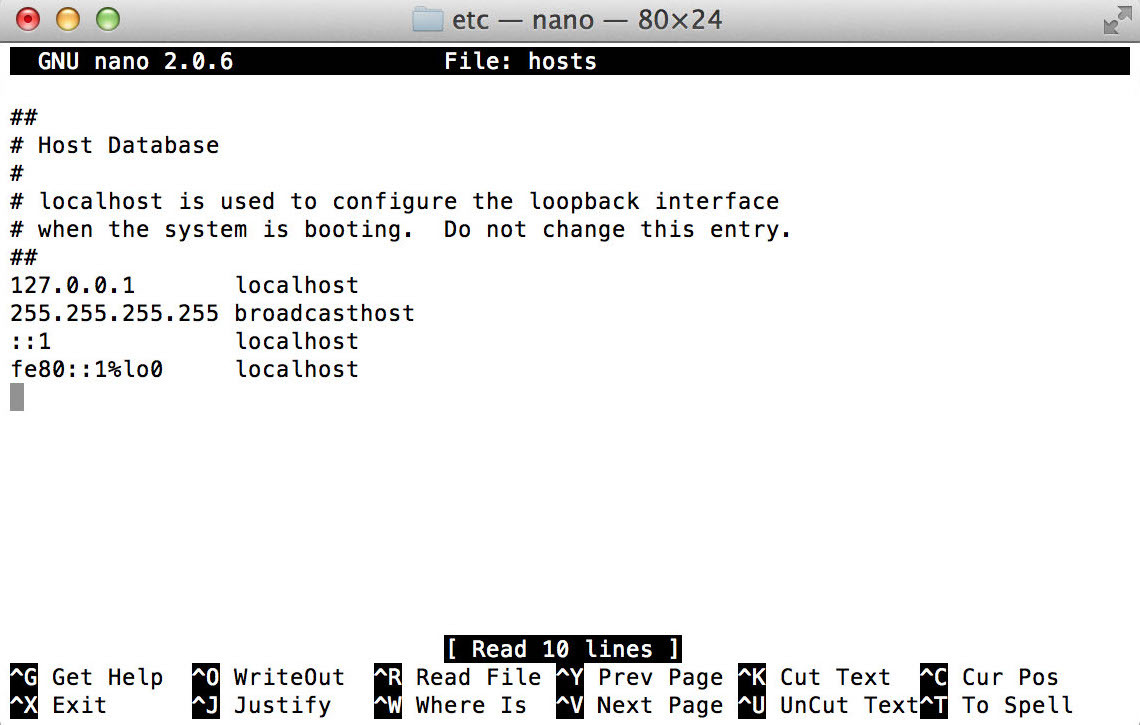 etc — nano — 80×24
GNU nano 2.0.6 File: hosts
##
# Host Database
#
# localhost is used to configure the loopback interface
# when the system is booting.  Do not change this entry.
##
127.0.0.1       localhost
255.255.255.255 broadcasthost
::1             localhost
fe80::1%lo0     localhost
[ Read 10 lines ]
^G Get Help  ^O WriteOut  ^R Read File ^Y Prev Page ^K Cut Text  ^C Cur Pos
^X Exit      ^J Justify   ^W Where Is  ^V Next Page ^U UnCut Text^T To Spell